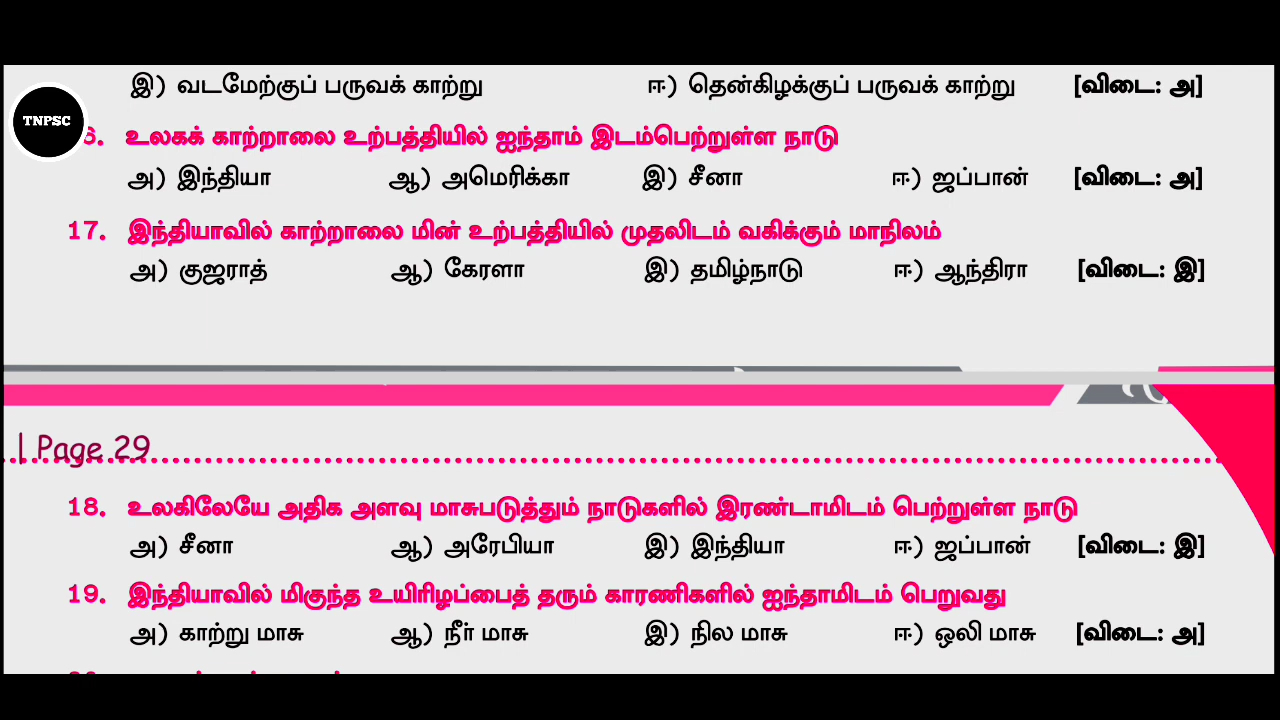 இ) வடமேற்குப் பருவக் காற்று ஈ) தென்கிழக்குப் பருவக் காற்று [விடை: அ]
TNPSC
6. உலகக் காற்றாலை உற்பத்தியில் ஐந்தாம் இடம்பெற்றுள்ள நாடு
அ) இந்தியா ஆ) அமெரிக்கா இ) சீனா ஈ) ஜப்பான் [விடை: அ]
17. இந்தியாவில் காற்றாலை மின் உற்பத்தியில் முதலிடம் வகிக்கும் மாநிலம்
அ) குஜராத் ஆ) கேரளா இ) தமிழ்நாடு ஈ) ஆந்திரா [விடை: இ]
| Page 29
18. உலகிலேயே அதிக அளவு மாசுபடுத்தும் நாடுகளில் இரண்டாமிடம் பெற்றுள்ள நாடு
அ) சீனா ஆ) அரேபியா இ) இந்தியா ஈ) ஜப்பான் [விடை: இ]
19. இந்தியாவில் மிகுந்த உயிரிழப்பைத் தரும் காரணிகளில் ஐந்தாமிடம் பெறுவது
அ) காற்று மாசு ஆ) நீர் மாசு இ) நில மாசு ஈ) ஒலி மாசு [விடை: அ]